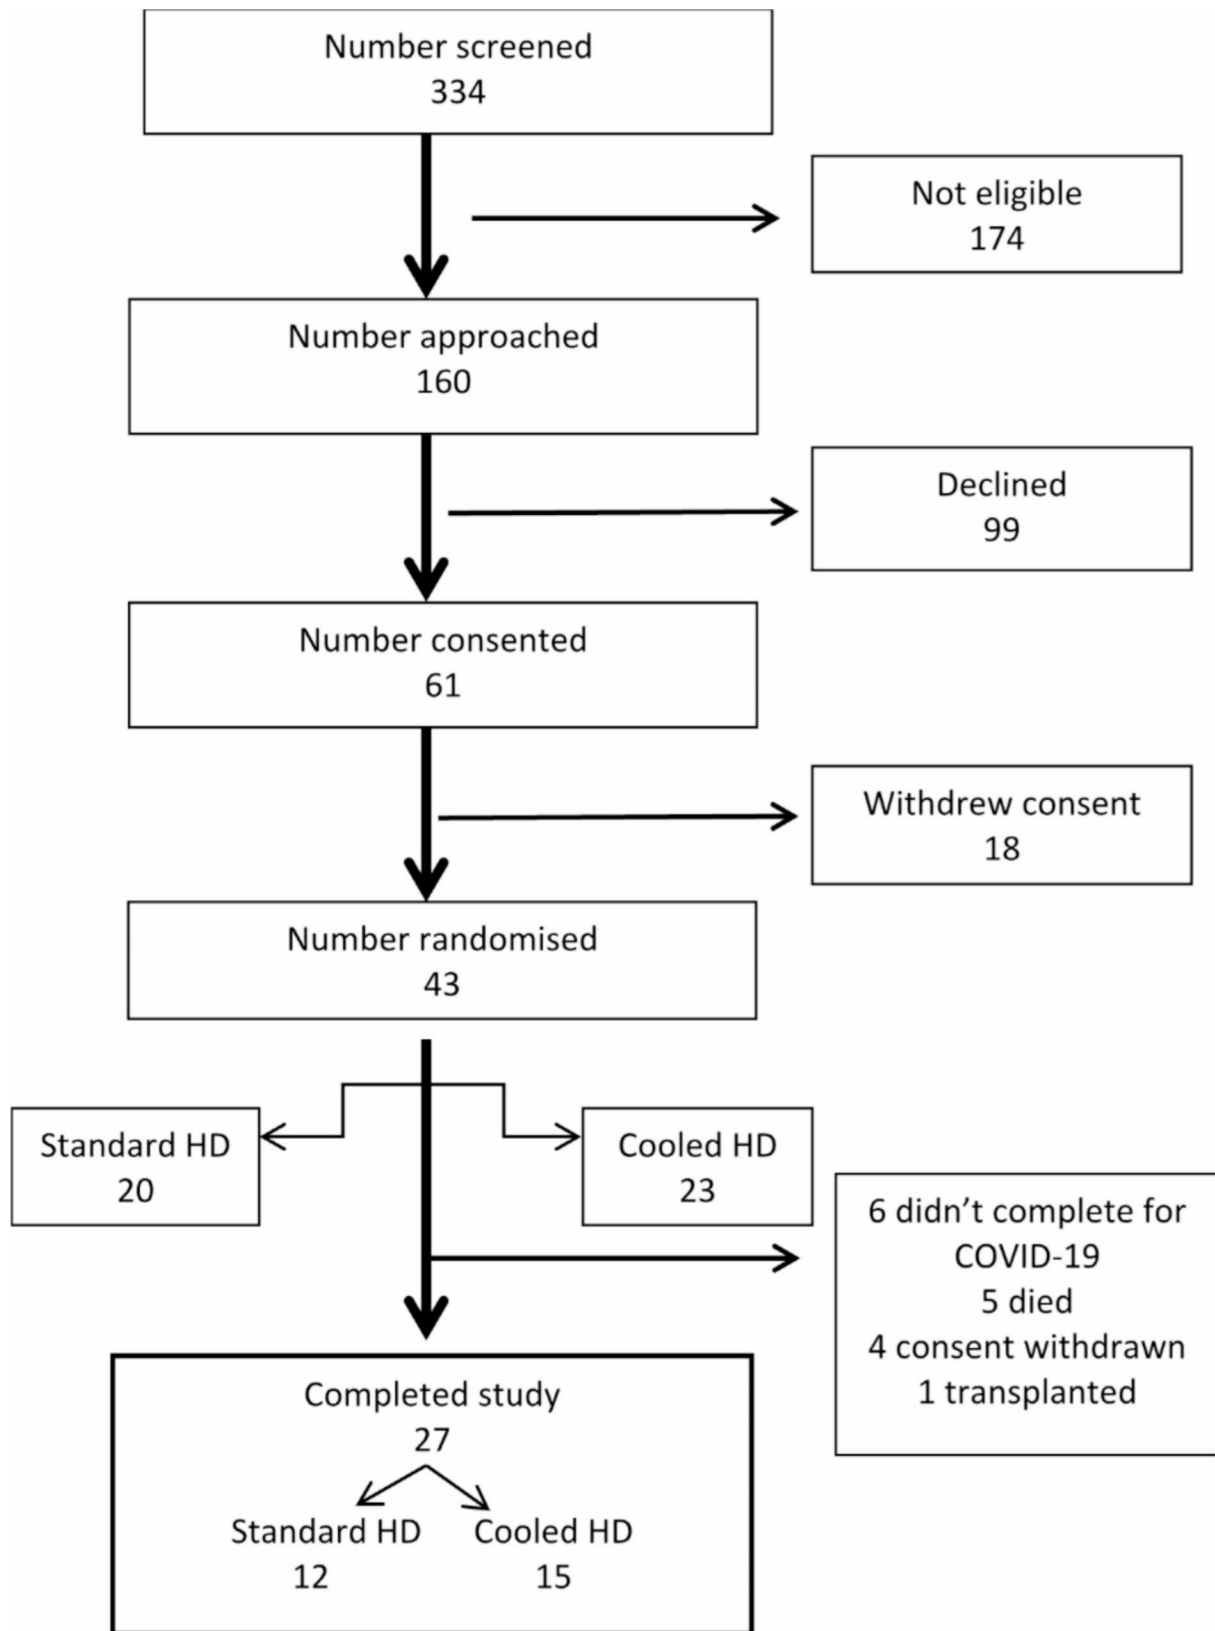 Number screened
334
Not eligible
174
Number approached
160
Declined
99
Number consented
61
Withdrew consent
18
Number randomised
43
Standard HD
20
Cooled HD
23
6 didn’t complete for
COVID-19
5 died
4 consent withdrawn
1 transplanted
Completed study
27
Standard HD
12
Cooled HD
15